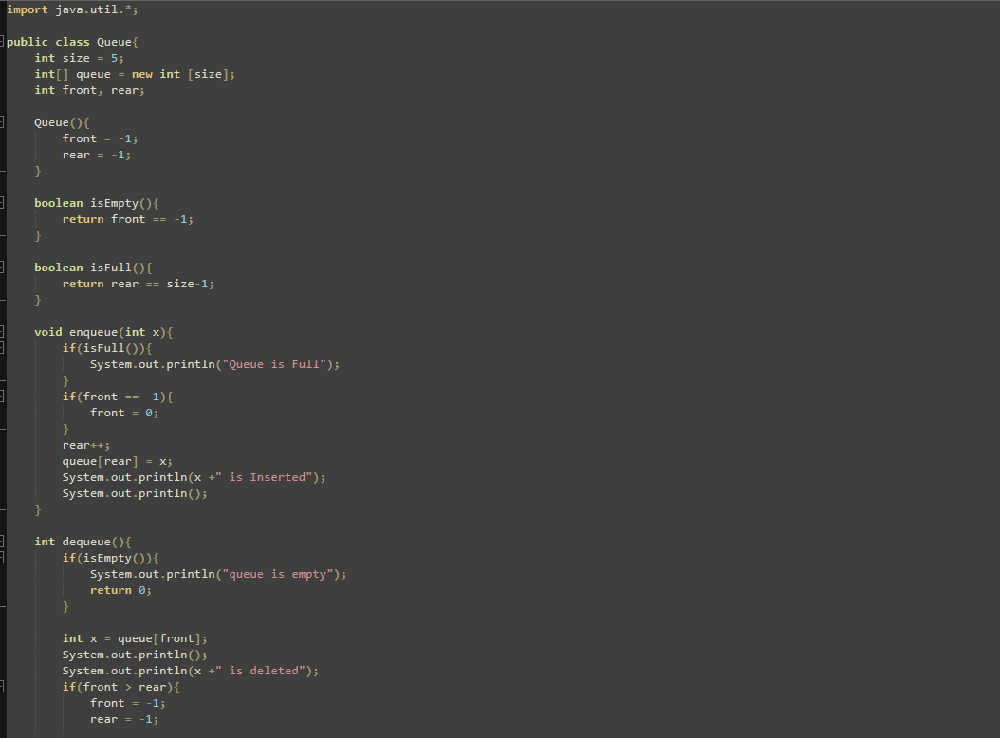 import java.util.*;
public class Queue{
int size = 5;
int[] queue = new int [size];
int front, rear;
Queue(){
front = -1;
rear = -1;
}
boolean isEmpty(){
return front == -1;
}
boolean isFull(){
return rear == size-1;
}
void enqueue(int x){
if(isFull()){
System.out.println("Queue is Full");
}
if(front == -1){
front = 0;
}
rear++;
queue[rear] = x;
System.out.println(x +" is Inserted");
System.out.println();
}
int dequeue(){
if(isEmpty()){
System.out.println("queue is empty");
return 0;
}
int x = queue[front];
System.out.println();
System.out.println(x +" is deleted");
if(front > rear){
front = -1;
rear = -1;